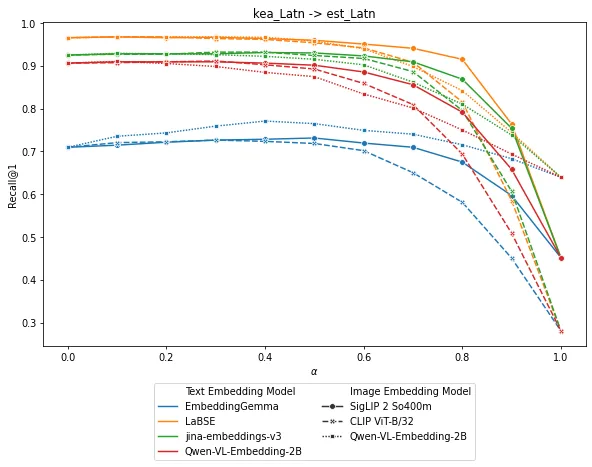 kea_Latn -> est_Latn
1.0
0.9
0.8
0.7
0.6
0.5
0.4
0.3
Recall@1
0.0 0.2 0.4 0.6 0.8 1.0
α
Text Embedding Model Image Embedding Model
EmbeddingGemma SigLIP 2 So400m
LaBSE CLIP ViT-B/32
jina-embeddings-v3 Qwen-VL-Embedding-2B
Qwen-VL-Embedding-2B